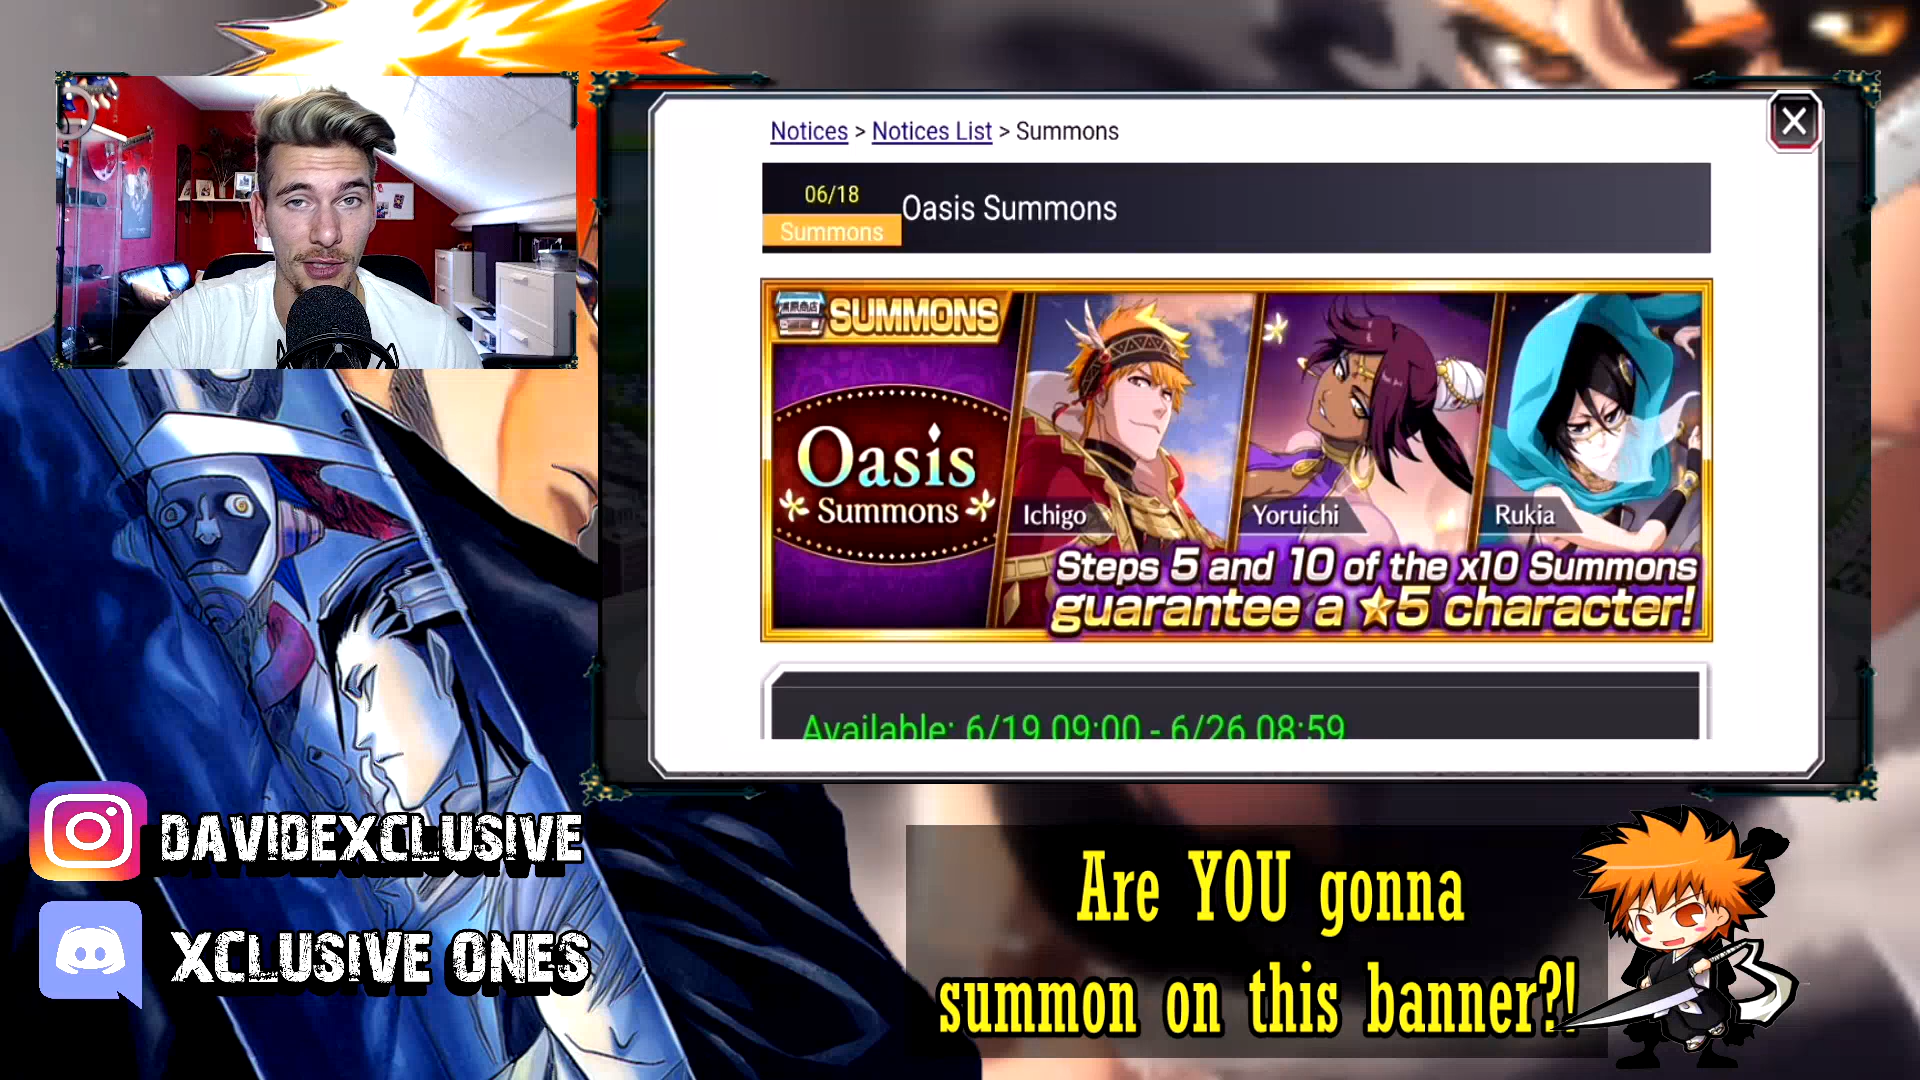 Notices > Notices List > Summons
06/18
Summons
Oasis Summons
SUMMONS
Oasis
Summons
Ichigo
Yoruichi
Rukia
Steps 5 and 10 of the x10 Summons
guarantee a ★5 character!
Available: 6/19 09:00 - 6/26 08:59
DAVIDEXCLUSIVE
XCLUSIVE ONES
Are YOU gonna
summon on this banner?!